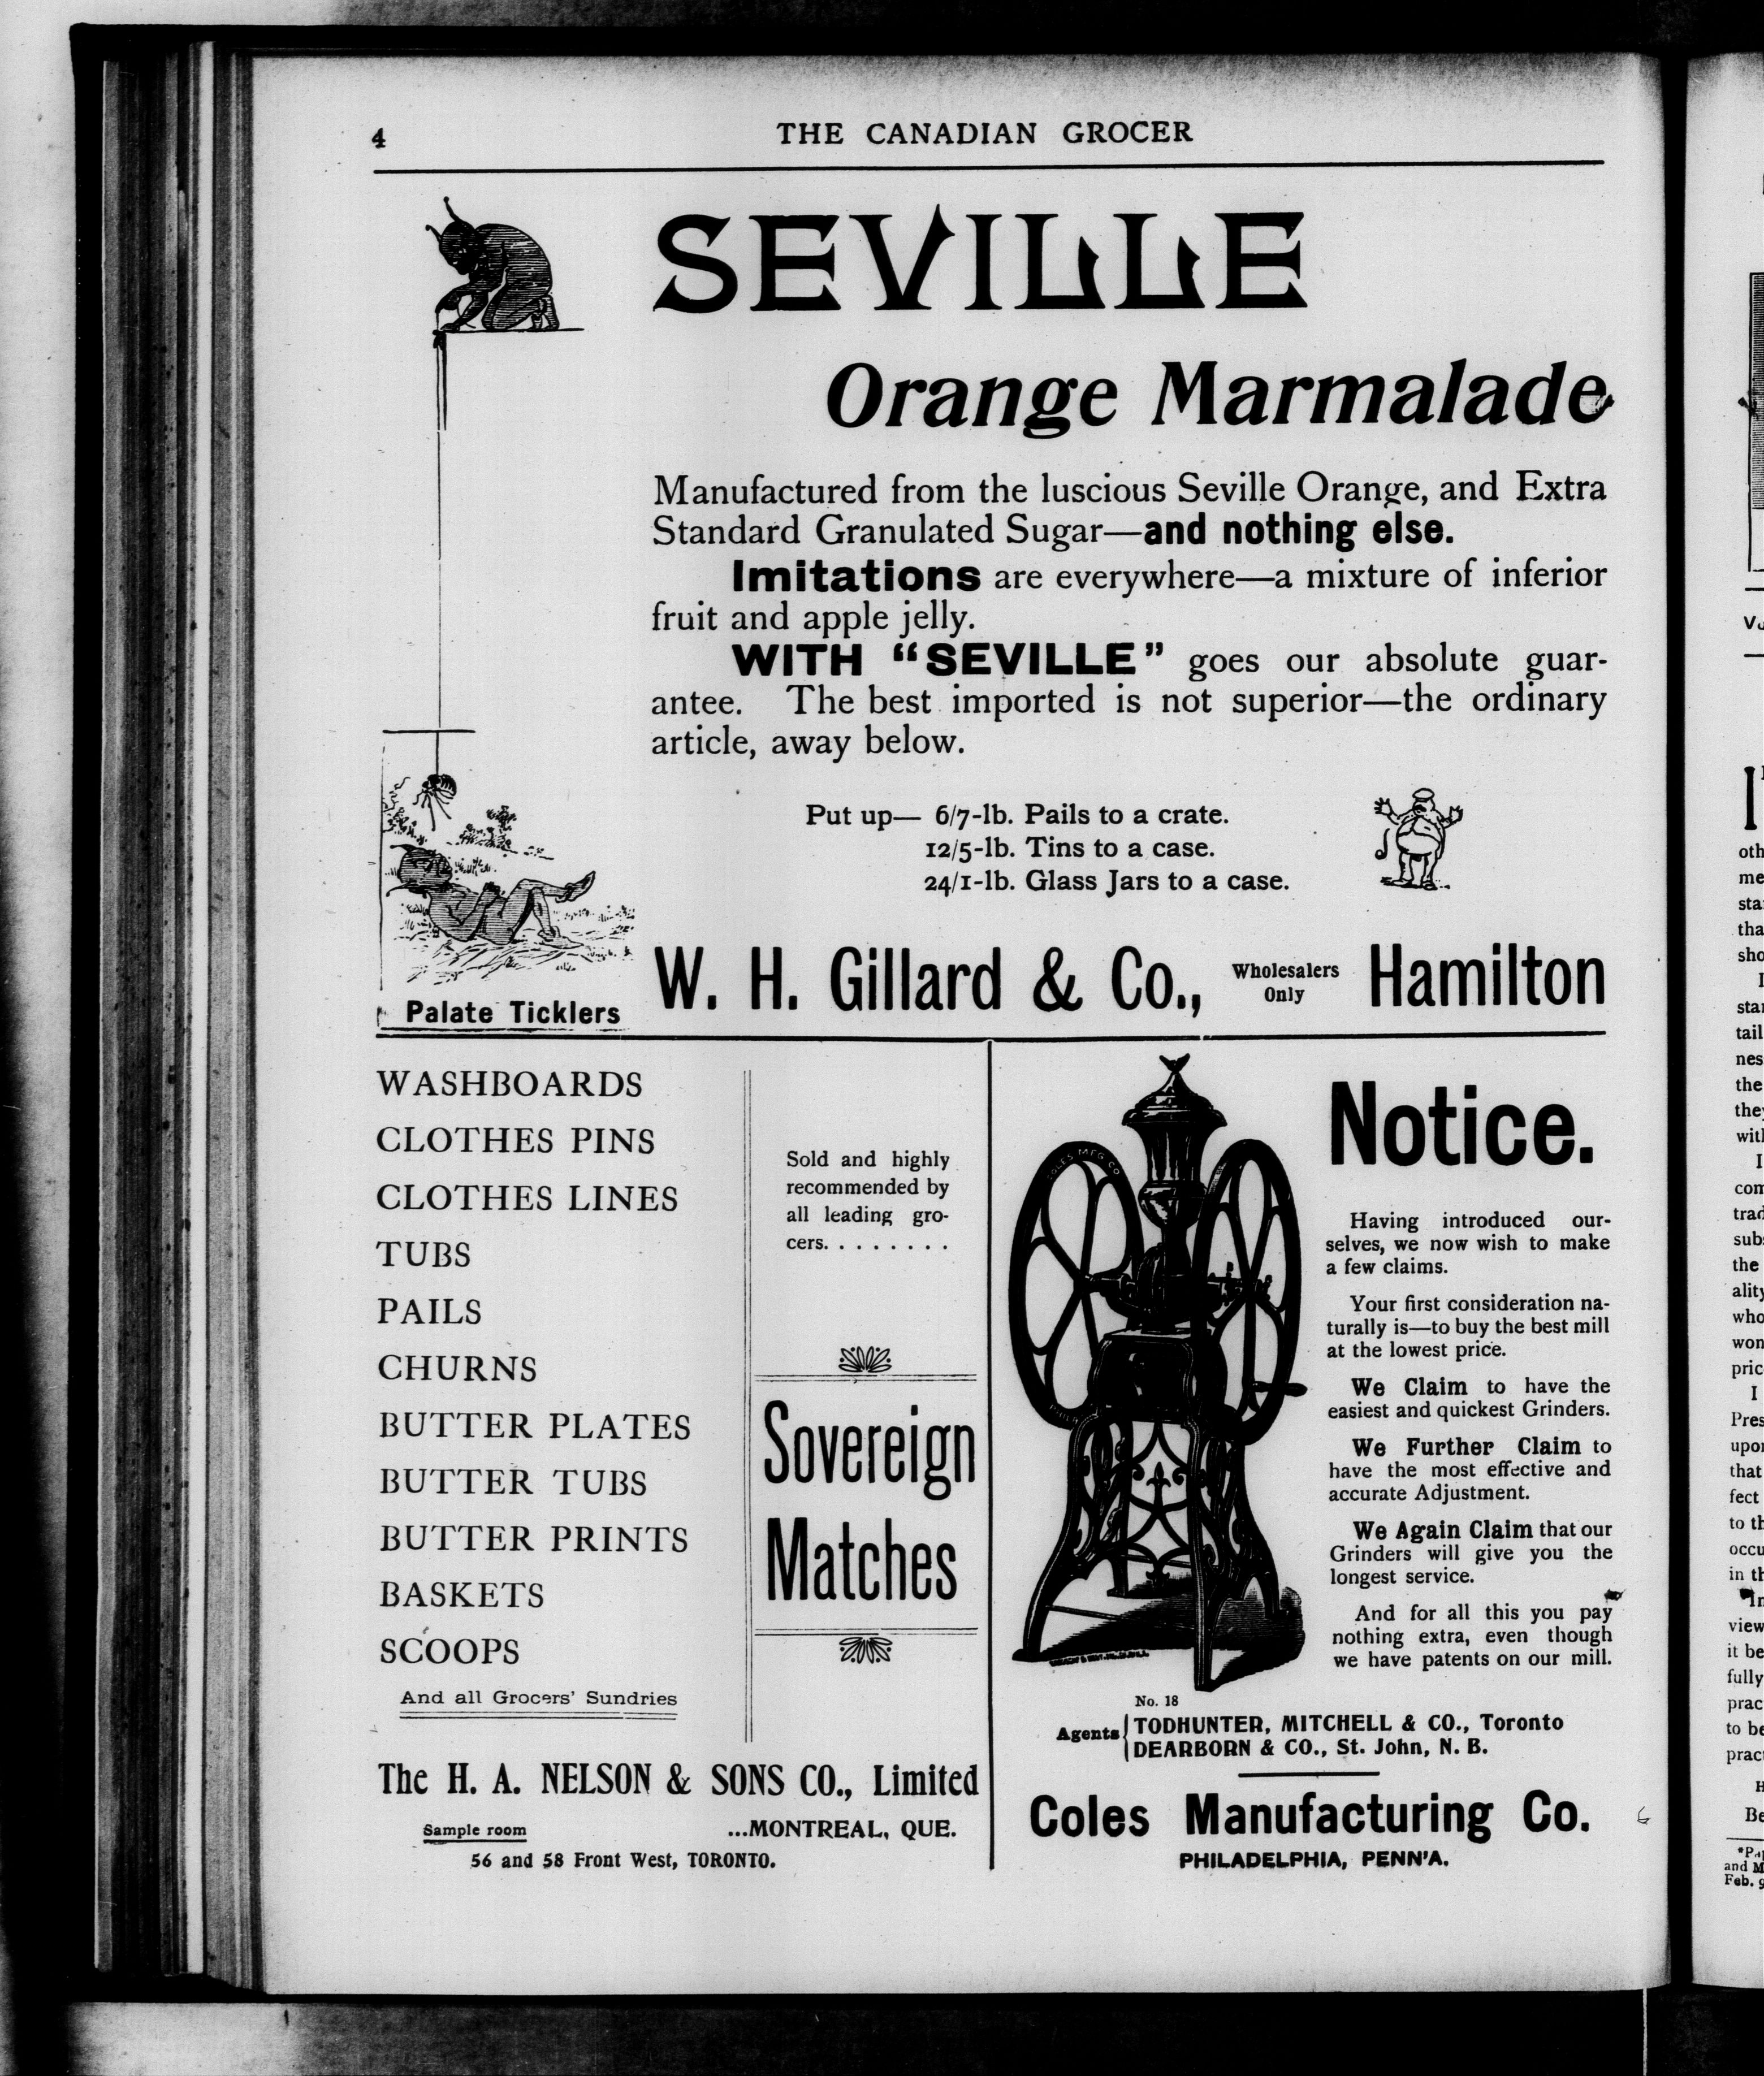 4
THE CANADIAN GROCER
SEVILLE
Orange Marmalade
Manufactured from the luscious Seville Orange, and Extra
Standard Granulated Sugar—and nothing else.
Imitations are everywhere—a mixture of inferior
fruit and apple jelly.
WITH "SEVILLE" goes our absolute guar-
antee. The best imported is not superior—the ordinary
article, away below.
Put up— 6/7-lb. Pails to a crate.
12/5-lb. Tins to a case.
24/1-lb. Glass Jars to a case.
Palate Ticklers
W. H. Gillard & Co., Wholesalers Only Hamilton
WASHBOARDS
CLOTHES PINS
CLOTHES LINES
TUBS
PAILS
CHURNS
BUTTER PLATES
BUTTER TUBS
BUTTER PRINTS
BASKETS
SCOOPS
And all Grocers' Sundries
Sold and highly
recommended by
all leading gro-
cers. . . . . . . .
Sovereign
Matches
The H. A. NELSON & SONS CO., Limited
Sample room ...MONTREAL, QUE.
56 and 58 Front West, TORONTO.
COLES MFG CO
Notice.
Having introduced our-
selves, we now wish to make
a few claims.
Your first consideration na-
turally is—to buy the best mill
at the lowest price.
We Claim to have the
easiest and quickest Grinders.
We Further Claim to
have the most effective and
accurate Adjustment.
We Again Claim that our
Grinders will give you the
longest service.
And for all this you pay
nothing extra, even though
we have patents on our mill.
No. 18
Agents { TODHUNTER, MITCHELL & CO., Toronto
DEARBORN & CO., St. John, N. B.
Coles Manufacturing Co.
PHILADELPHIA, PENN'A.